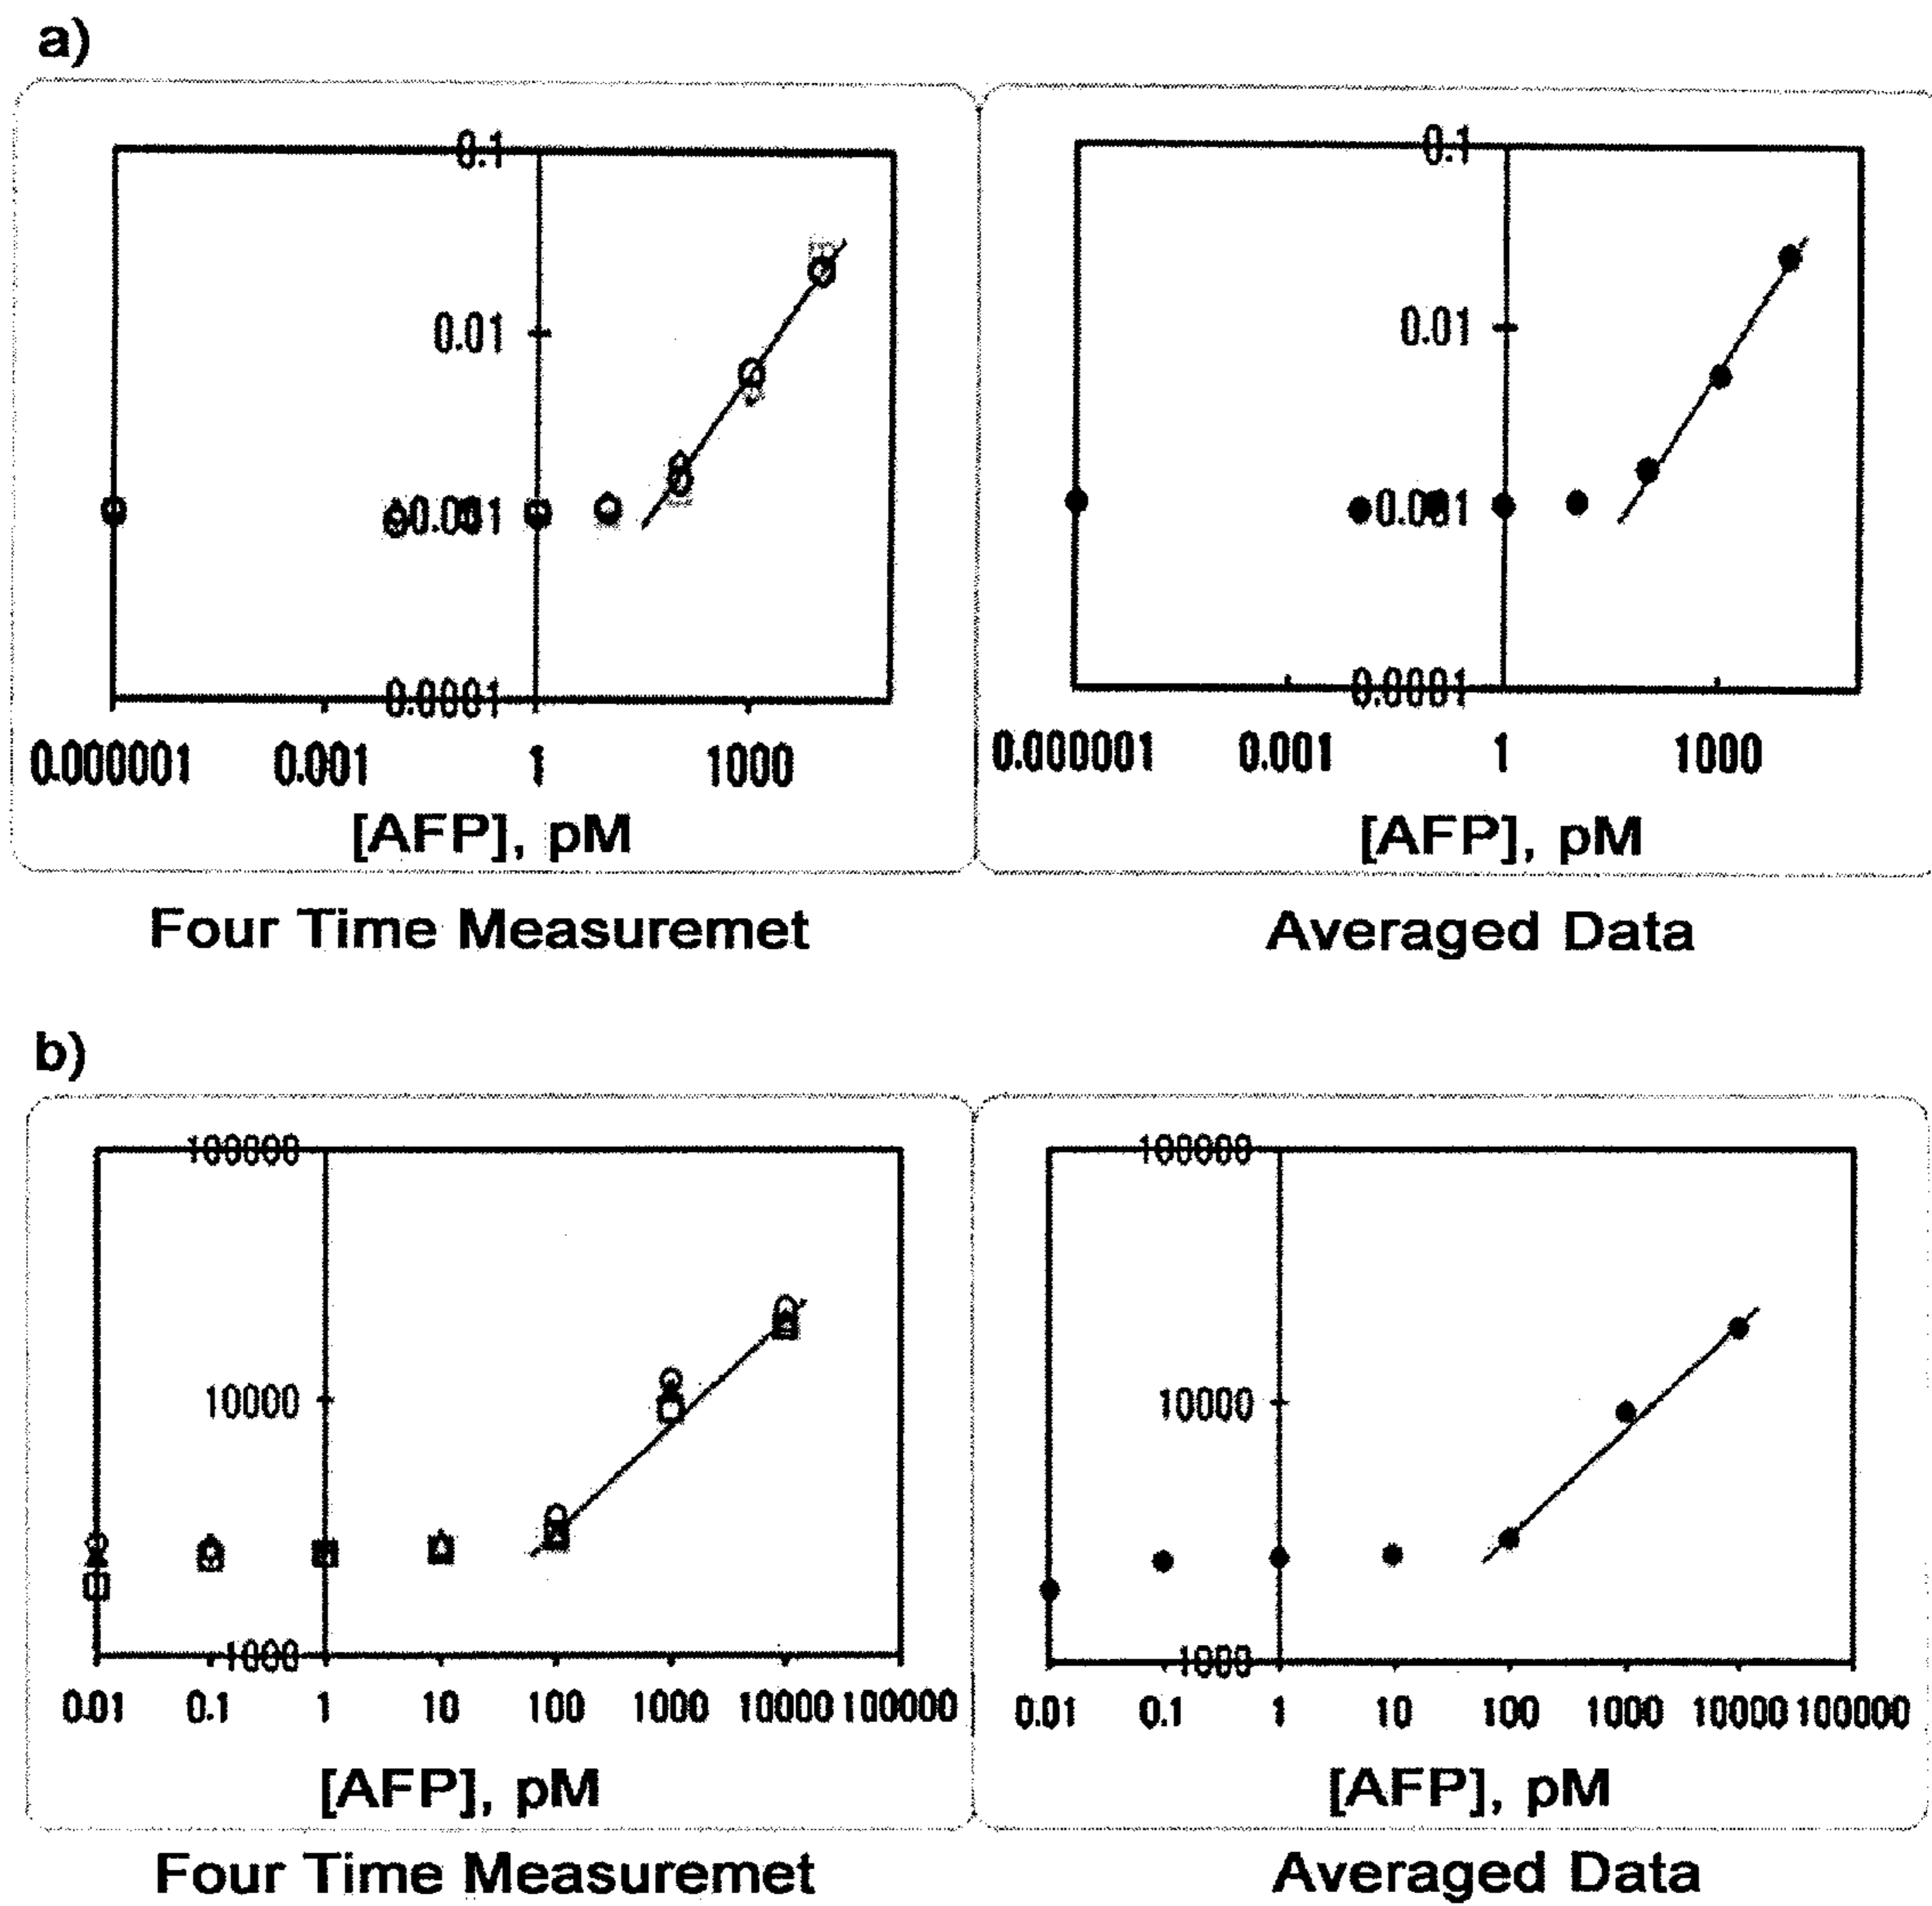 a)
0.1 0.1
0.01 0.01
0.001 0.001
0.0001 0.0001
0.000001 0.001 1 1000 0.000001 0.001 1 1000
[AFP], pM [AFP], pM
Four Time Measuremet Averaged Data
b)
100000 100000
10000 10000
1000 1000
0.01 0.1 1 10 100 1000 10000 100000 0.01 0.1 1 10 100 1000 10000 100000
[AFP], pM [AFP], pM
Four Time Measuremet Averaged Data